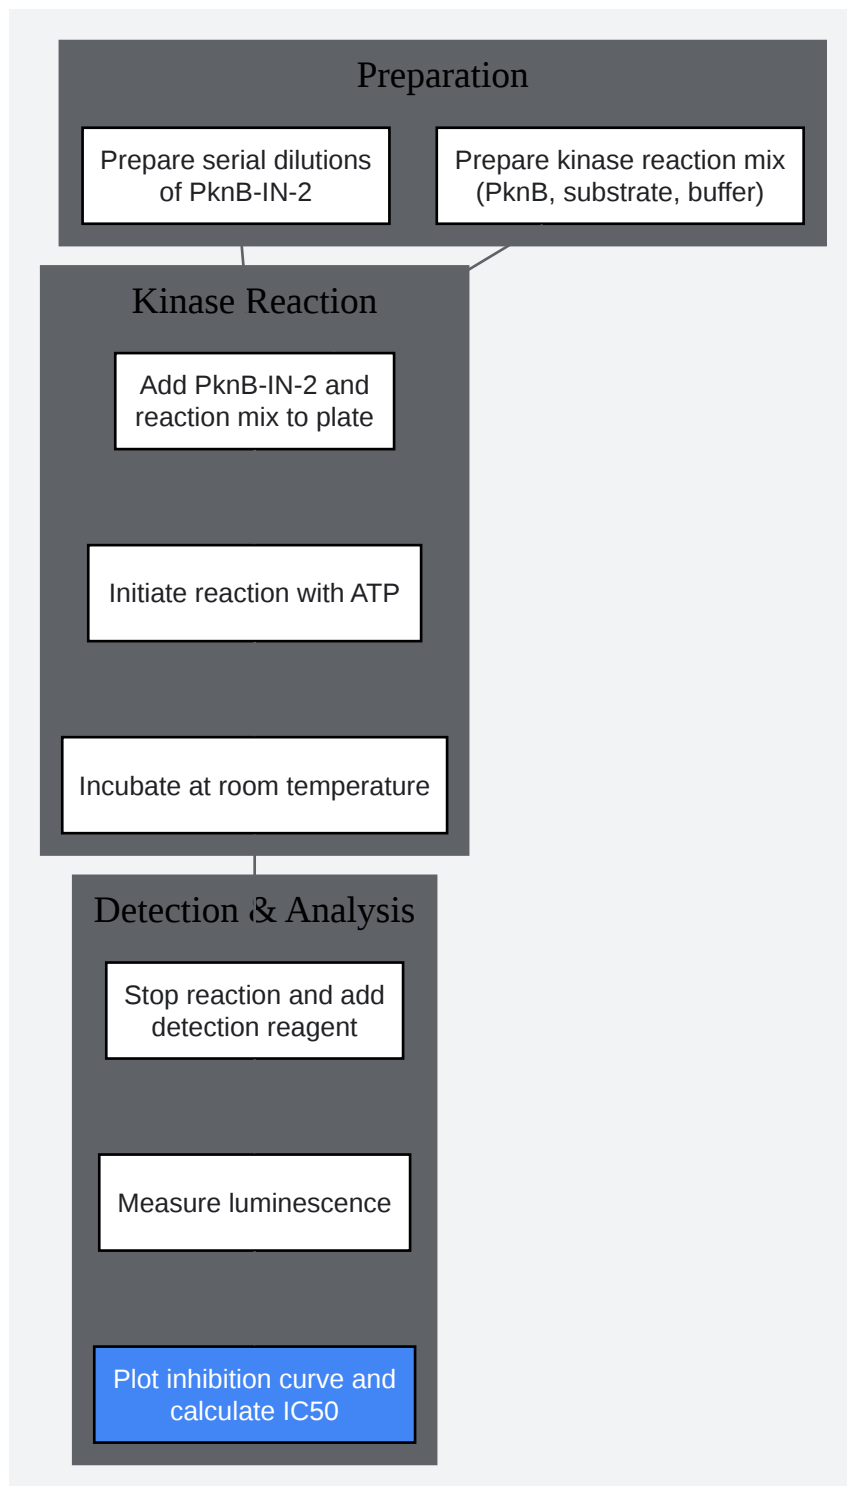 Preparation
Prepare serial dilutions
of PknB-IN-2
Prepare kinase reaction mix
(PknB, substrate, buffer)
Kinase Reaction
Add PknB-IN-2 and
reaction mix to plate
Initiate reaction with ATP
Incubate at room temperature
Detection & Analysis
Stop reaction and add
detection reagent
Measure luminescence
Plot inhibition curve and
calculate IC50